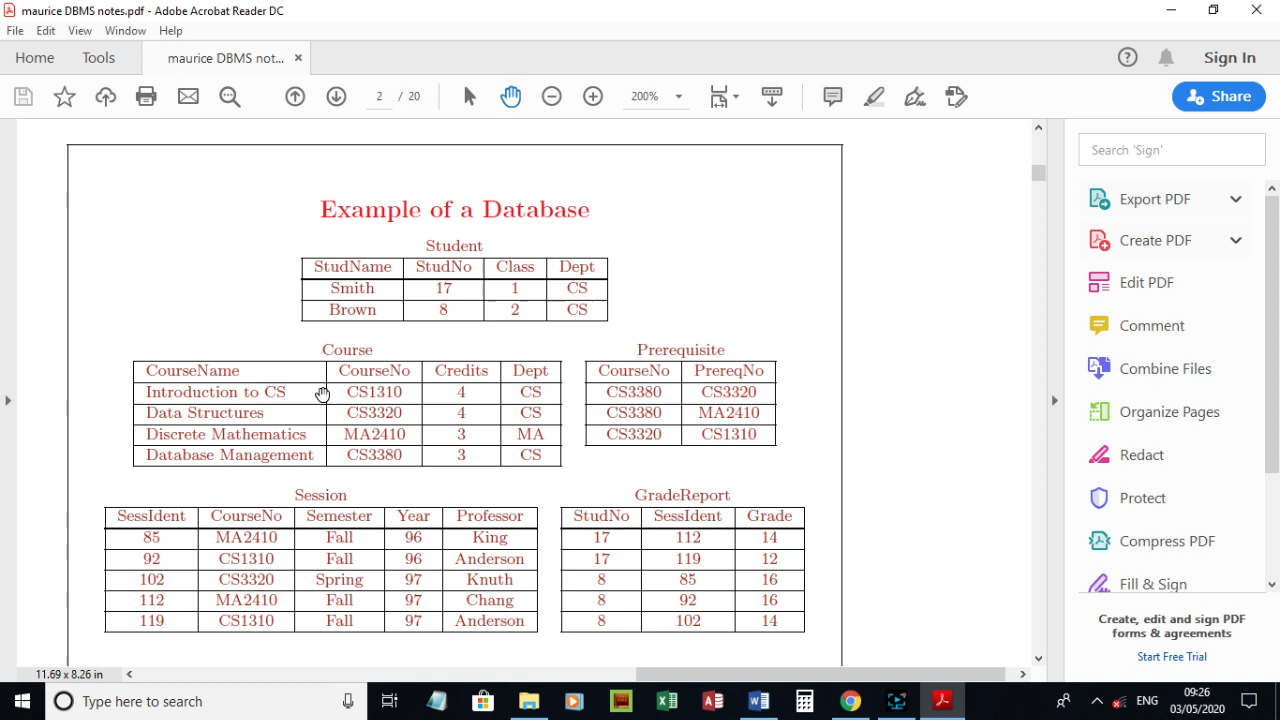 maurice DBMS notes.pdf - Adobe Acrobat Reader DC
File Edit View Window Help
Home Tools maurice DBMS not... × Sign In
2 / 20 200% Share
Search 'Sign'
Example of a Database
Student
StudName StudNo Class Dept
Smith 17 1 CS
Brown 8 2 CS
Course
CourseName CourseNo Credits Dept
Introduction to CS CS1310 4 CS
Data Structures CS3320 4 CS
Discrete Mathematics MA2410 3 MA
Database Management CS3380 3 CS
Prerequisite
CourseNo PrereqNo
CS3380 CS3320
CS3380 MA2410
CS3320 CS1310
Session
SessIdent CourseNo Semester Year Professor
85 MA2410 Fall 96 King
92 CS1310 Fall 96 Anderson
102 CS3320 Spring 97 Knuth
112 MA2410 Fall 97 Chang
119 CS1310 Fall 97 Anderson
GradeReport
StudNo SessIdent Grade
17 112 14
17 119 12
8 85 16
8 92 16
8 102 14
Export PDF
Create PDF
Edit PDF
Comment
Combine Files
Organize Pages
Redact
Protect
Compress PDF
Fill & Sign
Create, edit and sign PDF
forms & agreements
Start Free Trial
11.69 x 8.26 in
Type here to search
ENG
09:26
03/05/2020